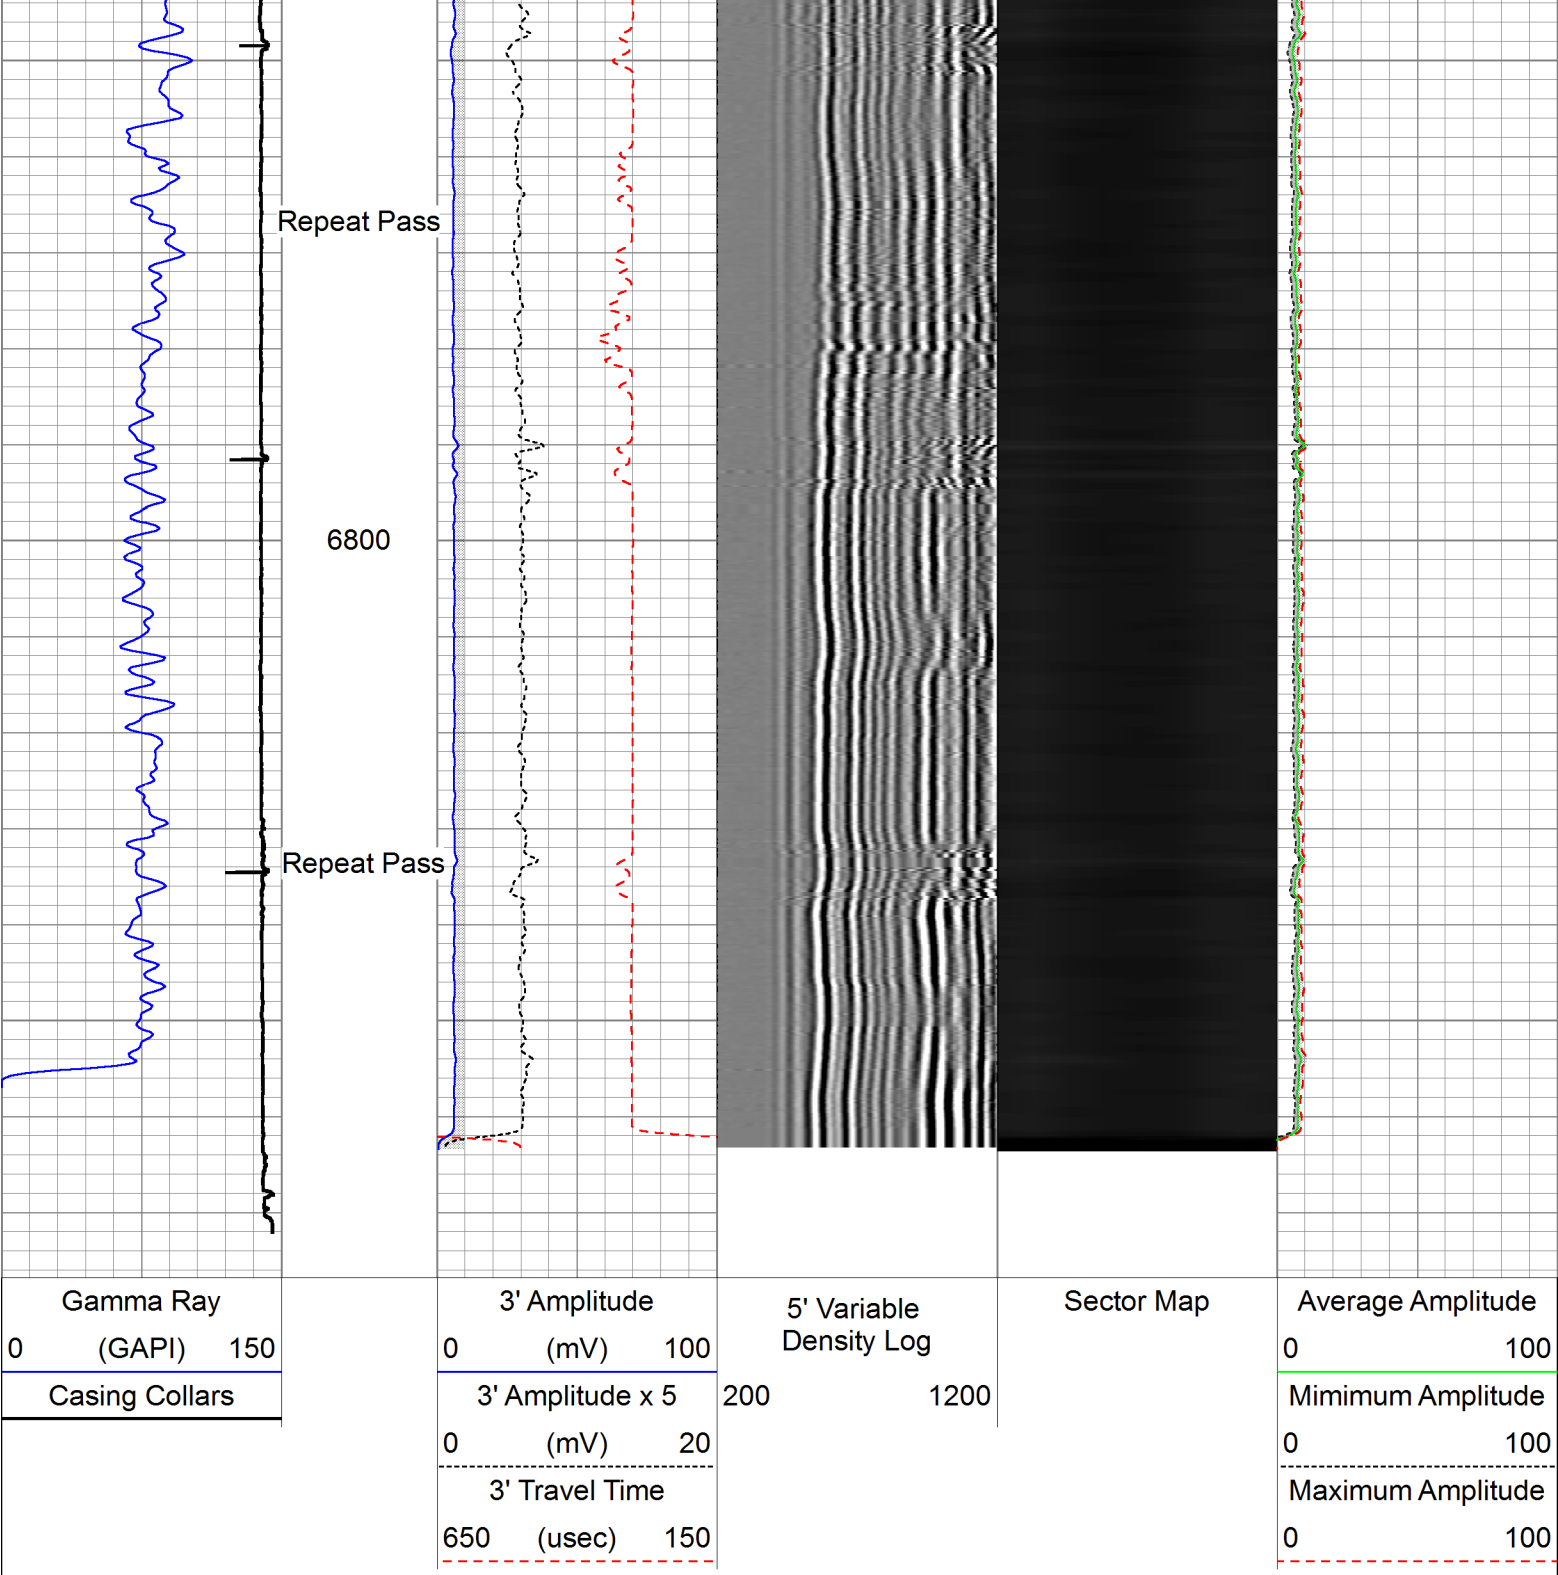 Repeat Pass
6800
Repeat Pass
Gamma Ray
0 (GAPI) 150
Casing Collars
3' Amplitude
0 (mV) 100
3' Amplitude x 5
0 (mV) 20
3' Travel Time
650 (usec) 150
5' Variable
Density Log
200 1200
Sector Map
Average Amplitude
0 100
Mimimum Amplitude
0 100
Maximum Amplitude
0 100